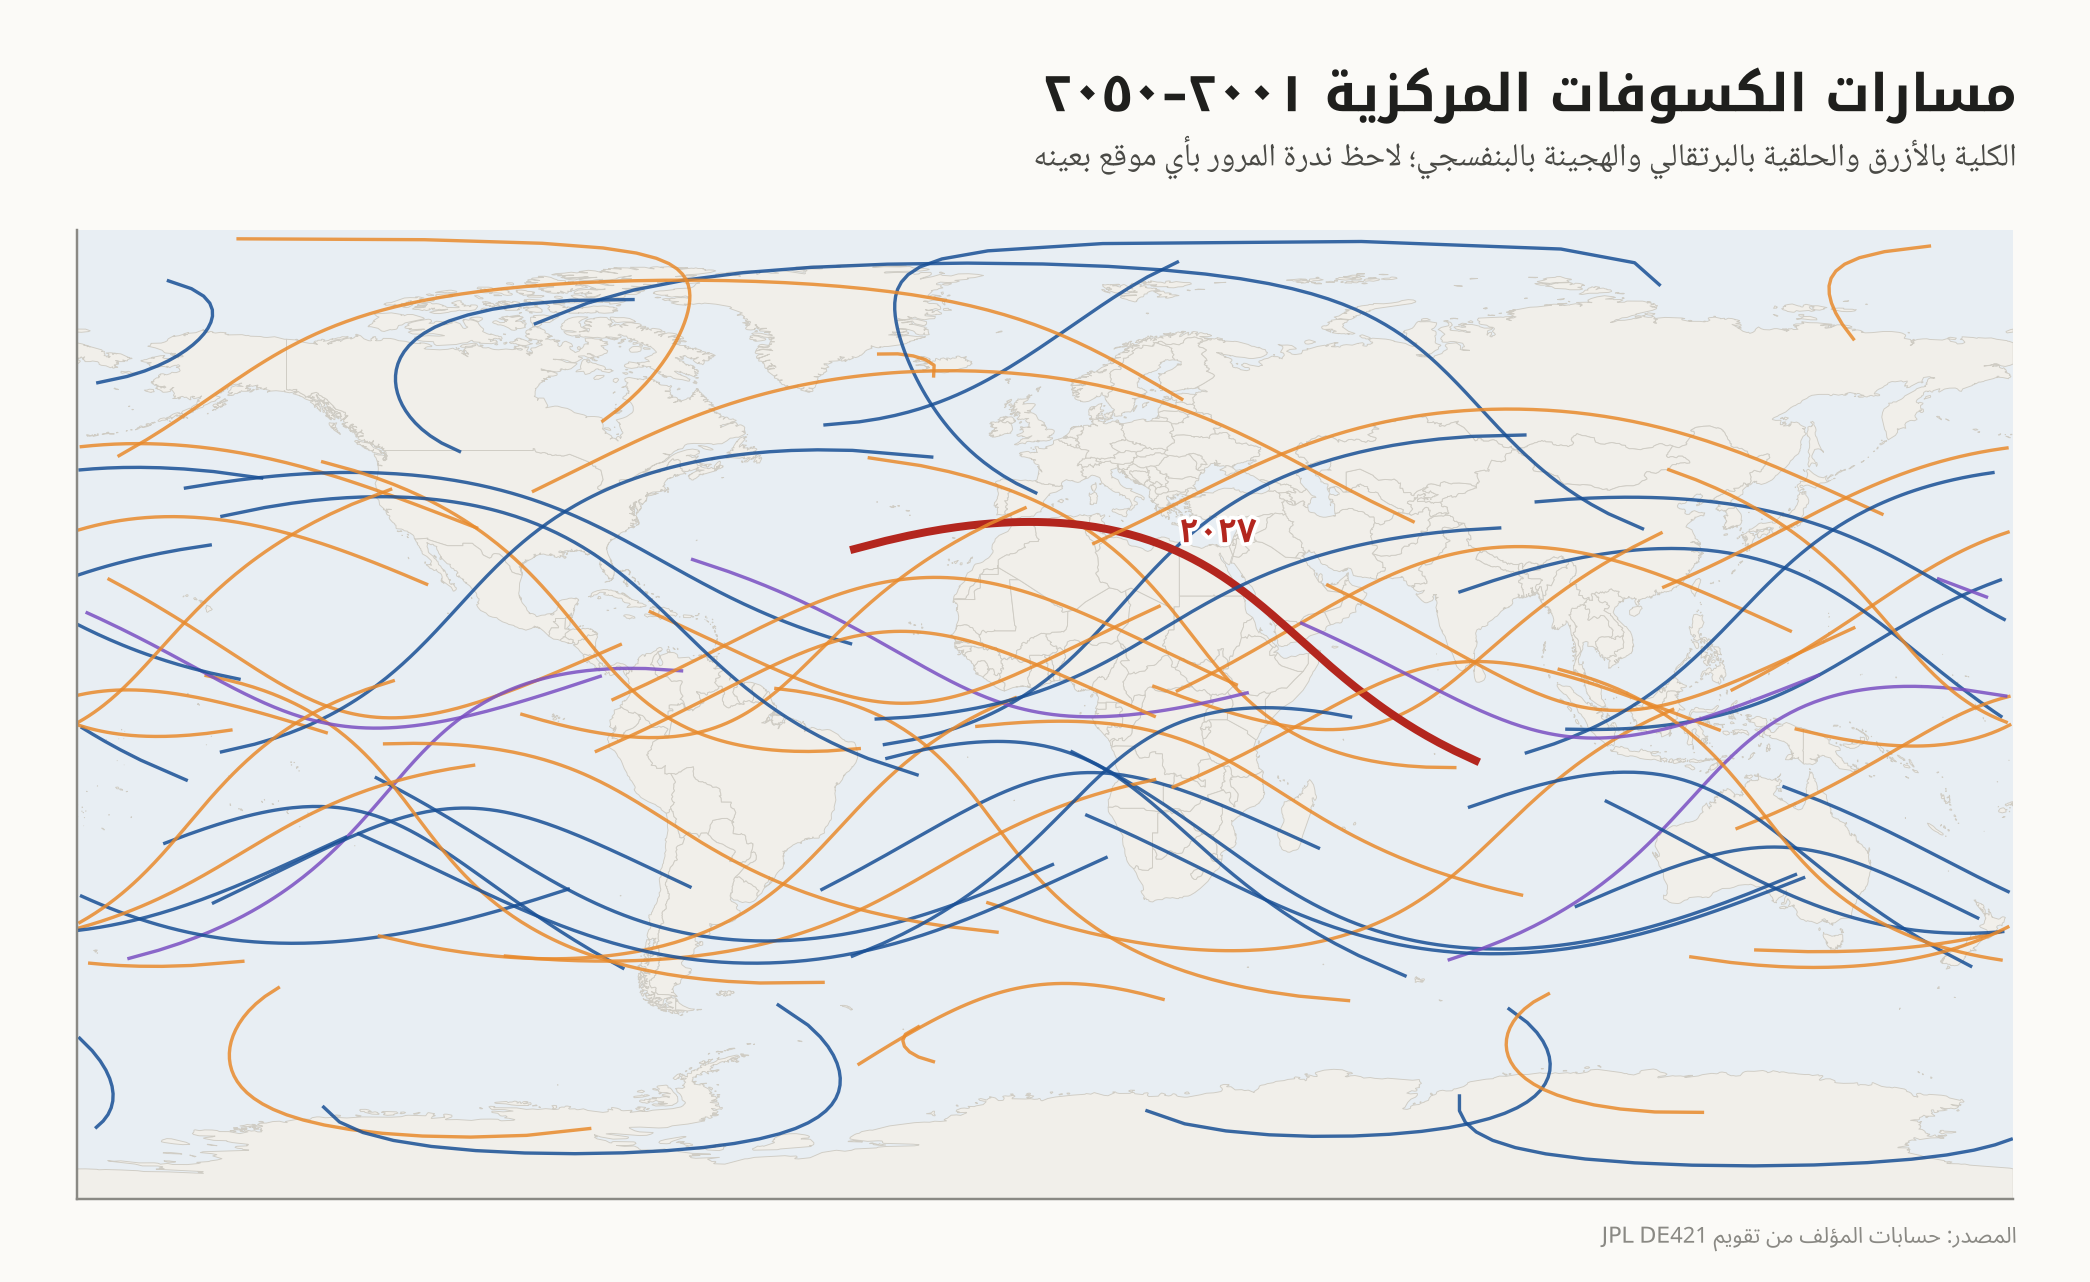 مسارات الكسوفات المركزية ٢٠٠١–٢٠٥٠
الكلية بالأزرق والحلقية بالبرتقالي والهجينة بالبنفسجي؛ لاحظ ندرة المرور بأي موقع بعينه
٢٠٢٧
المصدر: حسابات المؤلف من تقويم JPL DE421